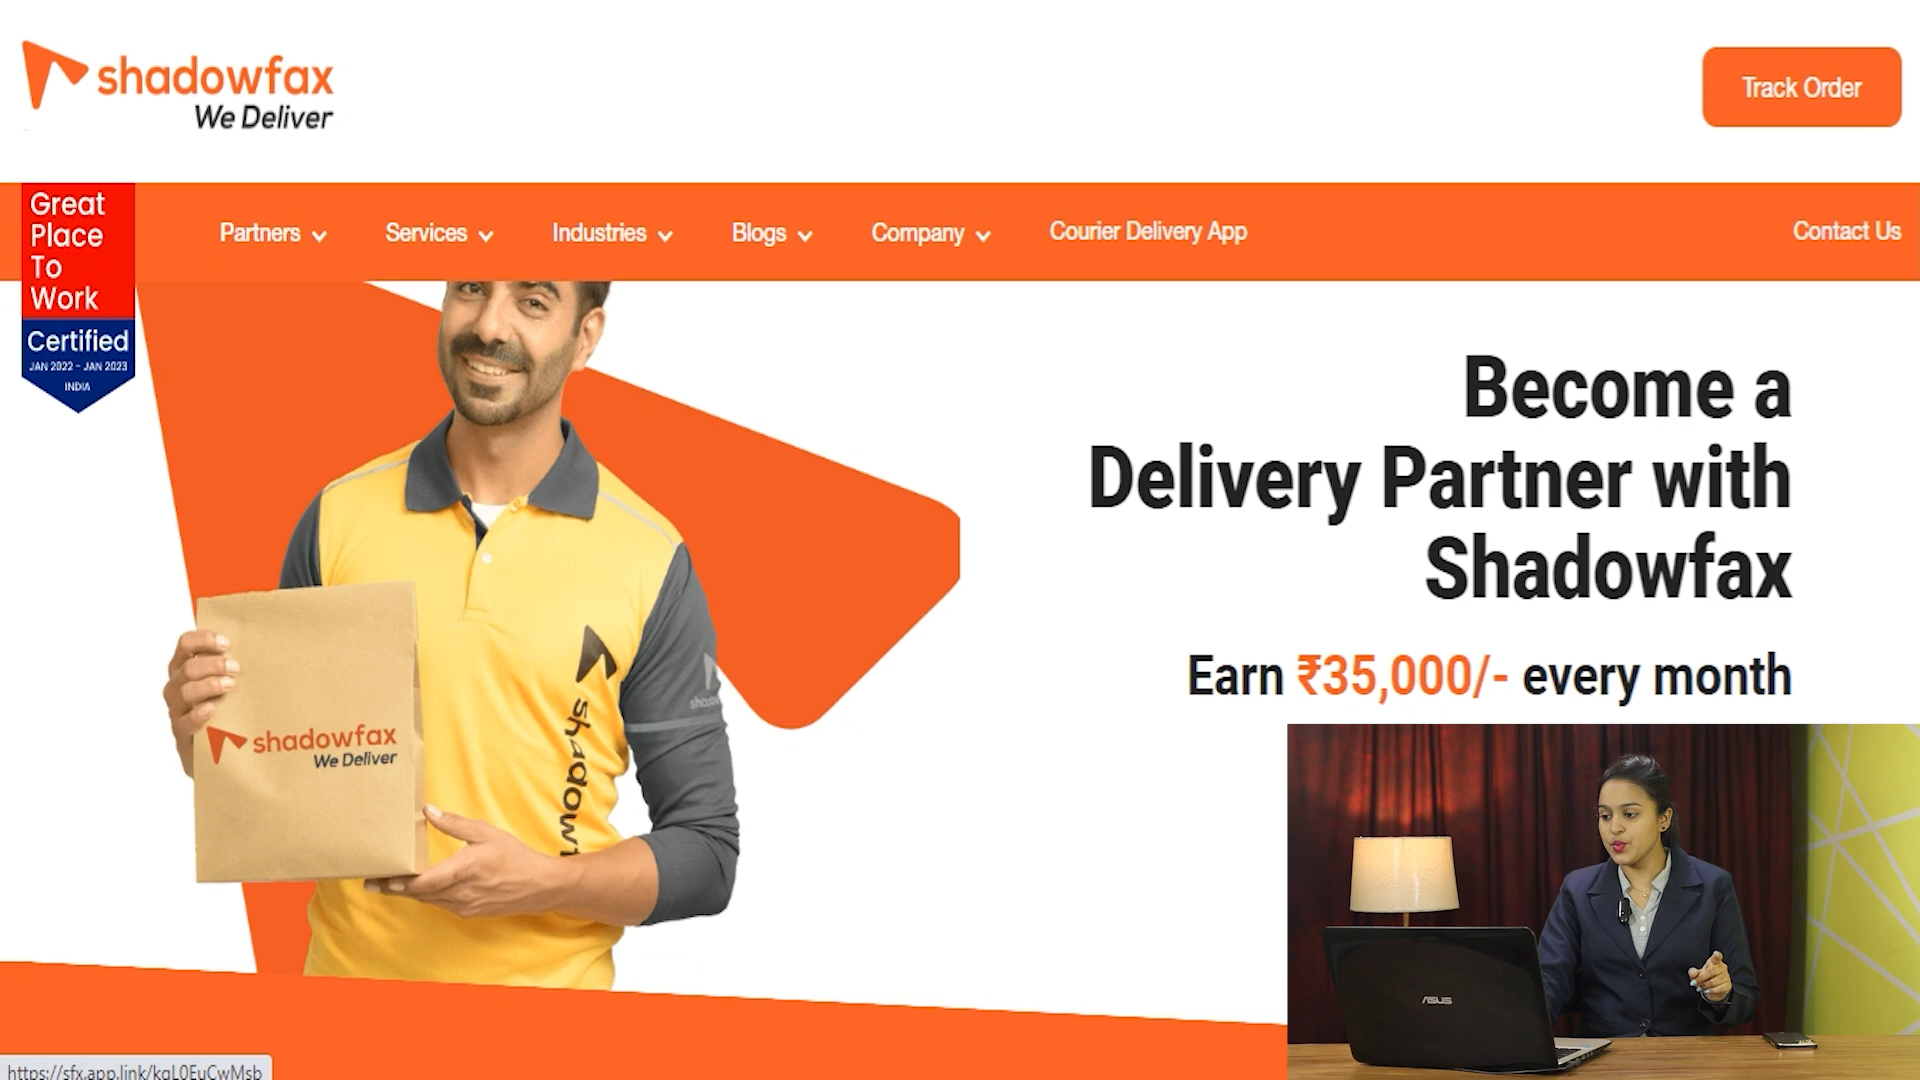 shadowfax
We Deliver
Track Order
Great
Place
To
Work
Certified
JAN 2022 - JAN 2023
INDIA
Partners
Services
Industries
Blogs
Company
Courier Delivery App
Contact Us
Become a
Delivery Partner with
Shadowfax
Earn ₹35,000/- every month
shadowfax
We Deliver
ASUS
https://sfx.app.link/kgL0EuCwMsb